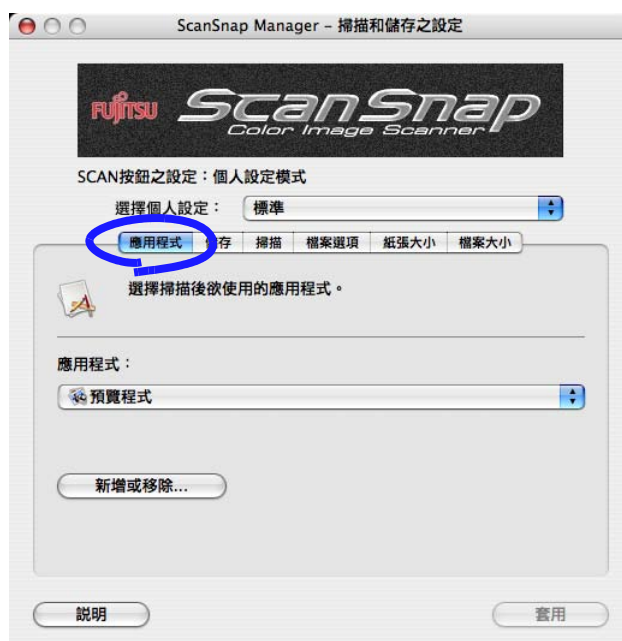 ScanSnap Manager – 掃描和儲存之設定
FUJITSU ScanSnap
Color Image Scanner
SCAN按鈕之設定：個人設定模式
選擇個人設定： 標準
應用程式 儲存 掃描 檔案選項 紙張大小 檔案大小
選擇掃描後欲使用的應用程式。
應用程式：
預覽程式
新增或移除...
說明 套用